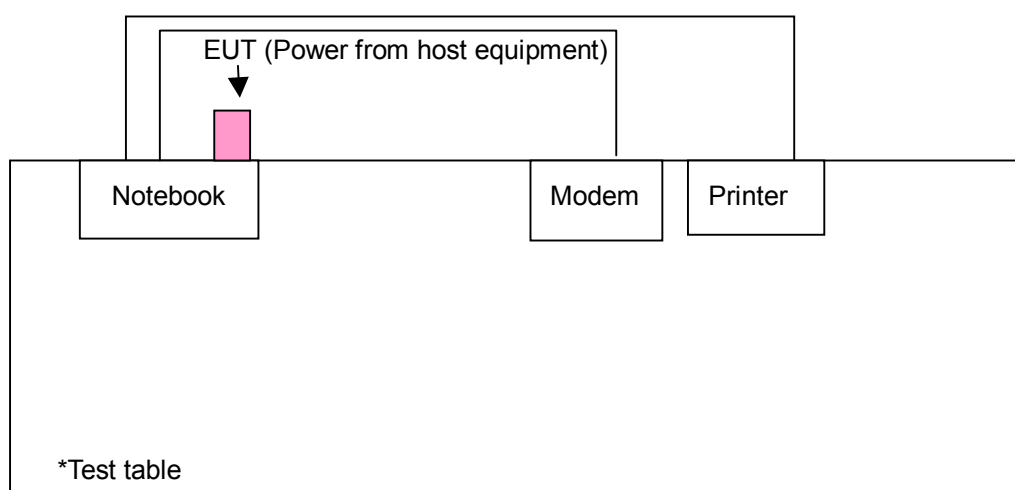 EUT (Power from host equipment)
Notebook
Modem
Printer
*Test table